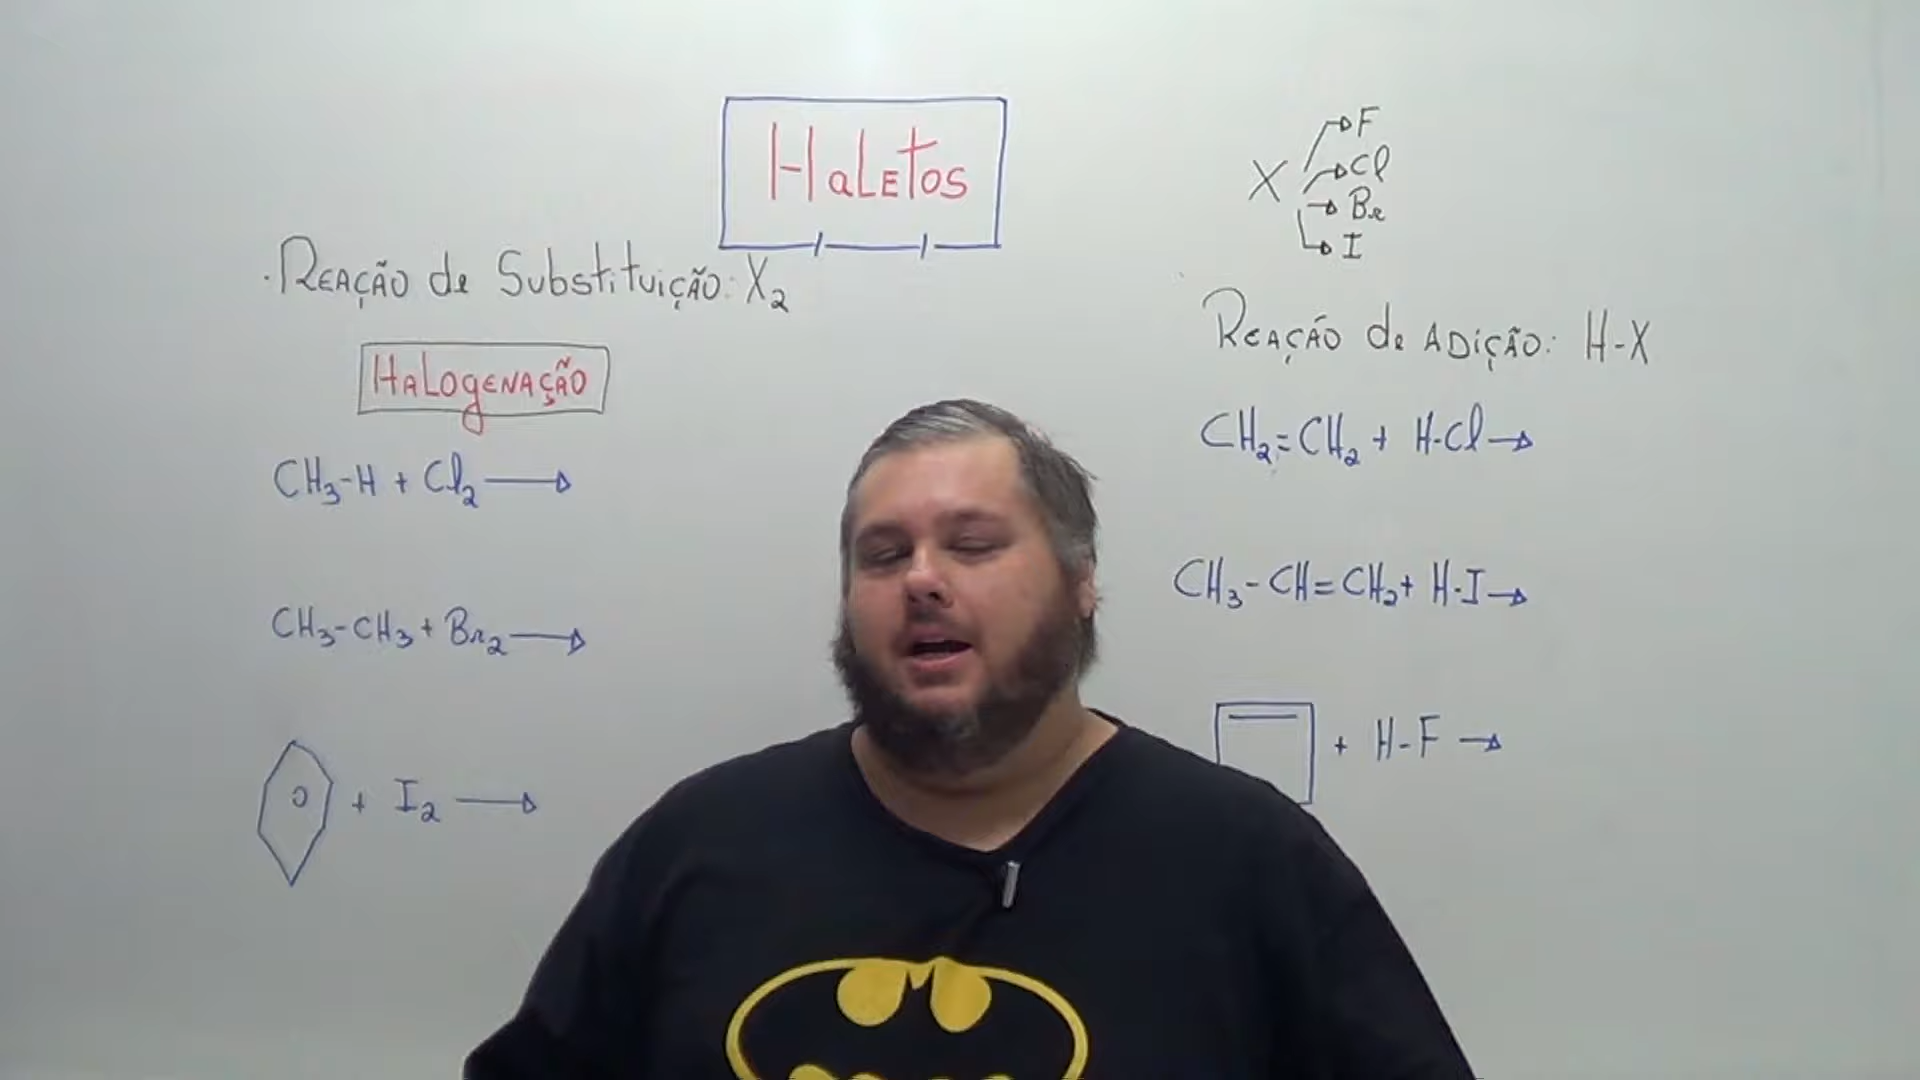 HaLEtos
X
F
Cl
Br
I
· REAÇÃO de Substituição: X₂
HALOgENAÇÃO
CH₃-H + Cl₂ →
CH₃-CH₃ + Br₂ →
+ I₂ →
REAÇÃO de ADiÇÃO: H-X
CH₂=CH₂ + H-Cl →
CH₃-CH=CH₂ + H-I →
+ H-F →